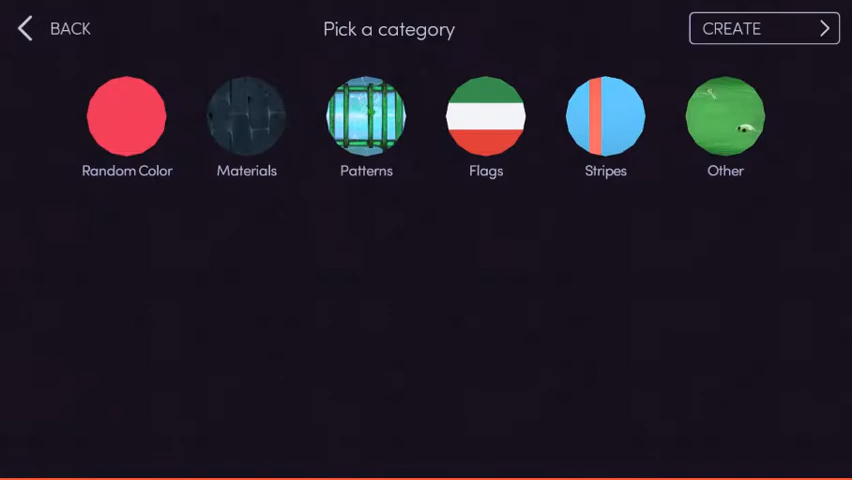 BACK
Pick a category
CREATE
Random Color
Materials
Patterns
Flags
Stripes
Other